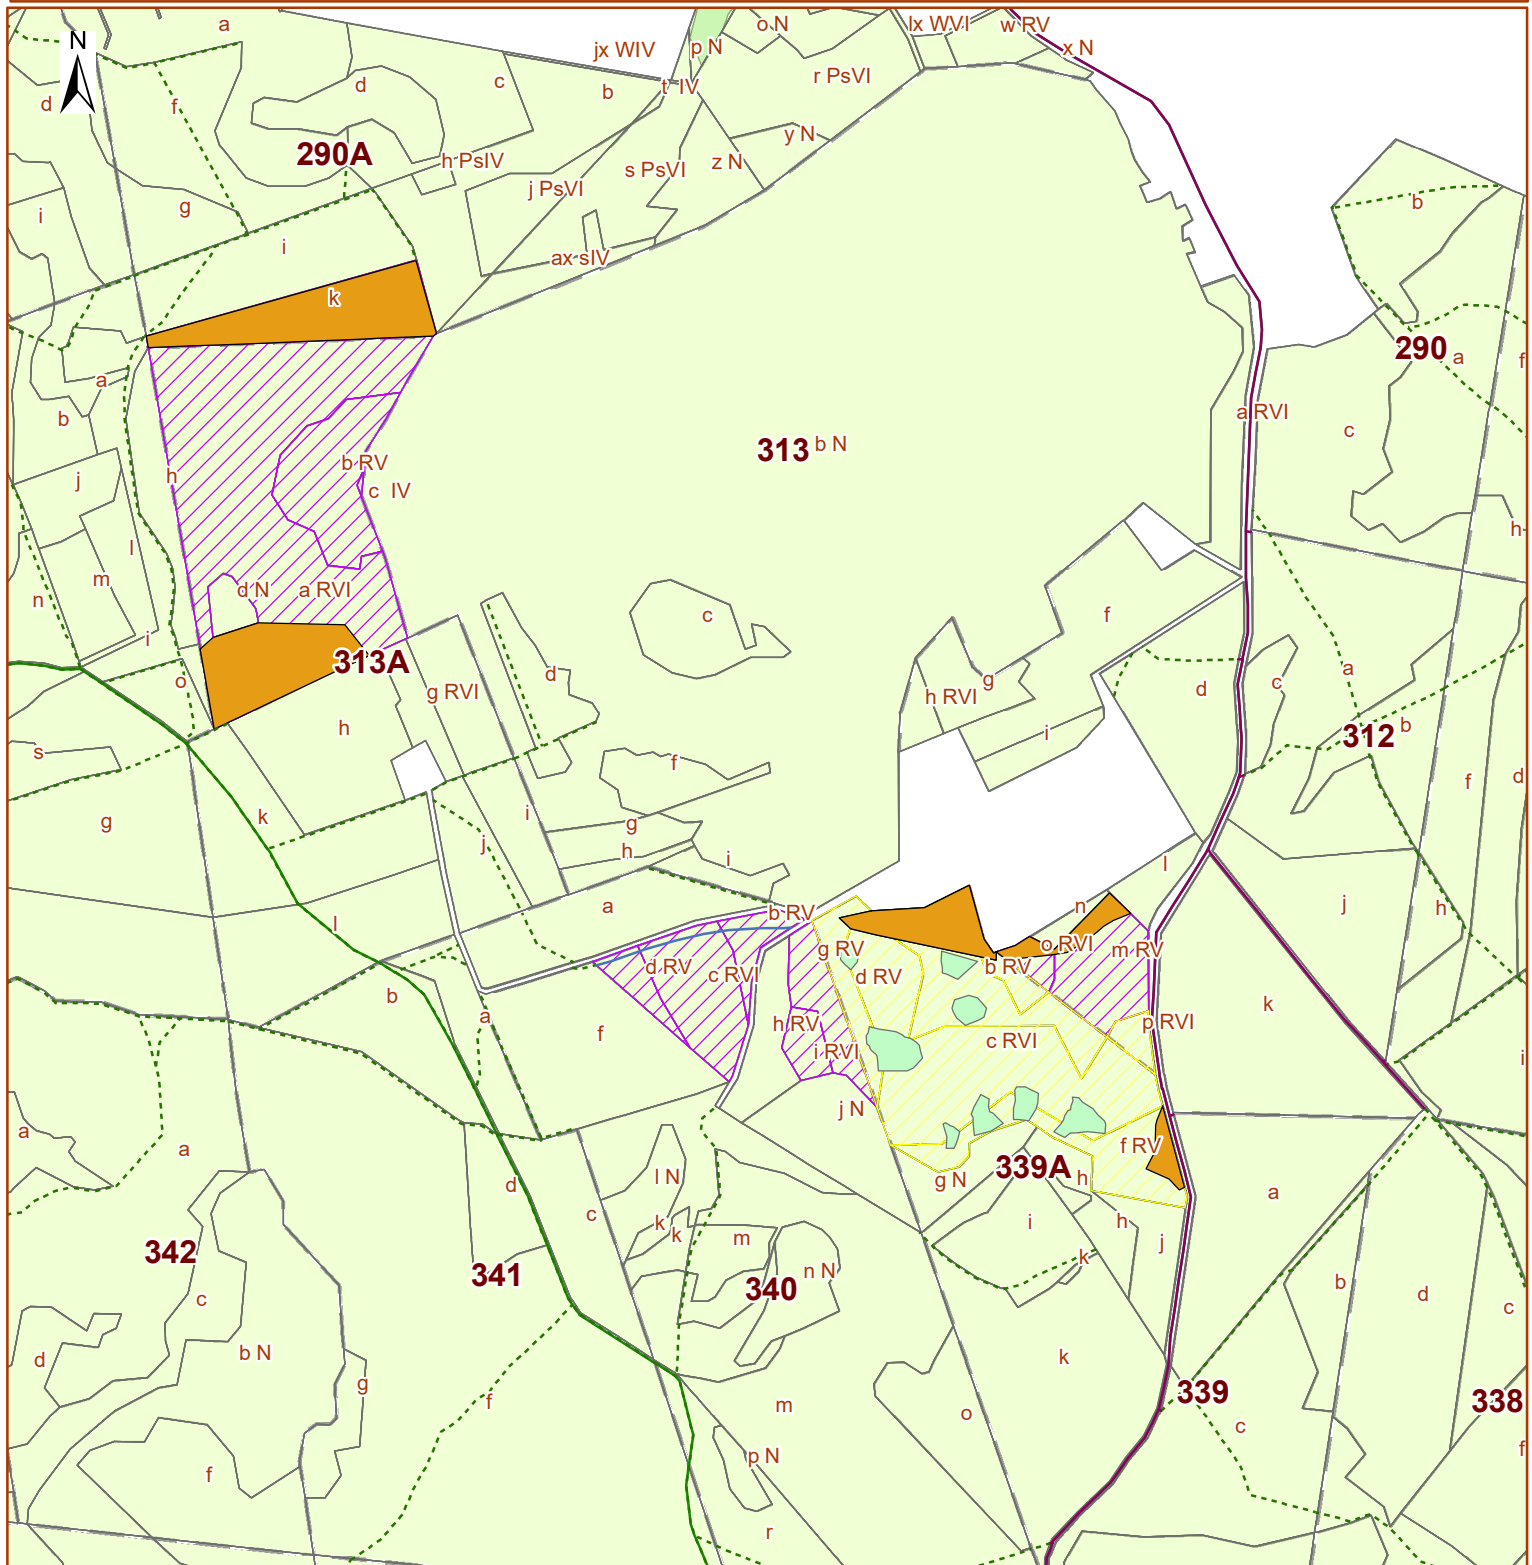 a
jx WIV
p N
o N
lx WVI
w RV
x N
N
d
f
d
c
b
t IV
r PsVI
290A
h PsIV
y N
z N
s PsVI
j PsVI
b
i
g
i
ax sIV
k
290
a
f
a
b
a RVI
c
313 b N
b RV
c IV
h
j
l
h
m
n
d N
a RVI
i
c
f
313A
o
g RVI
d
h RVI
g
d
c
a
s
h
f
i
312 b
f
d
g
k
j
i
g
h
i
l
j
h
l
a
b RV
n
g RV
o RVI
m RV
d RV
c RVI
d RV
b RV
b
a
f
h RV
i RVI
c RVI
p RVI
k
i
j N
a
a
f RV
339A
g N
h
l N
d
c
k
k
m
i
h
j
a
342
341
340
n N
k
b
d
c
c
d
b N
g
f
k
m
o
339
c
338
f
f
p N
r